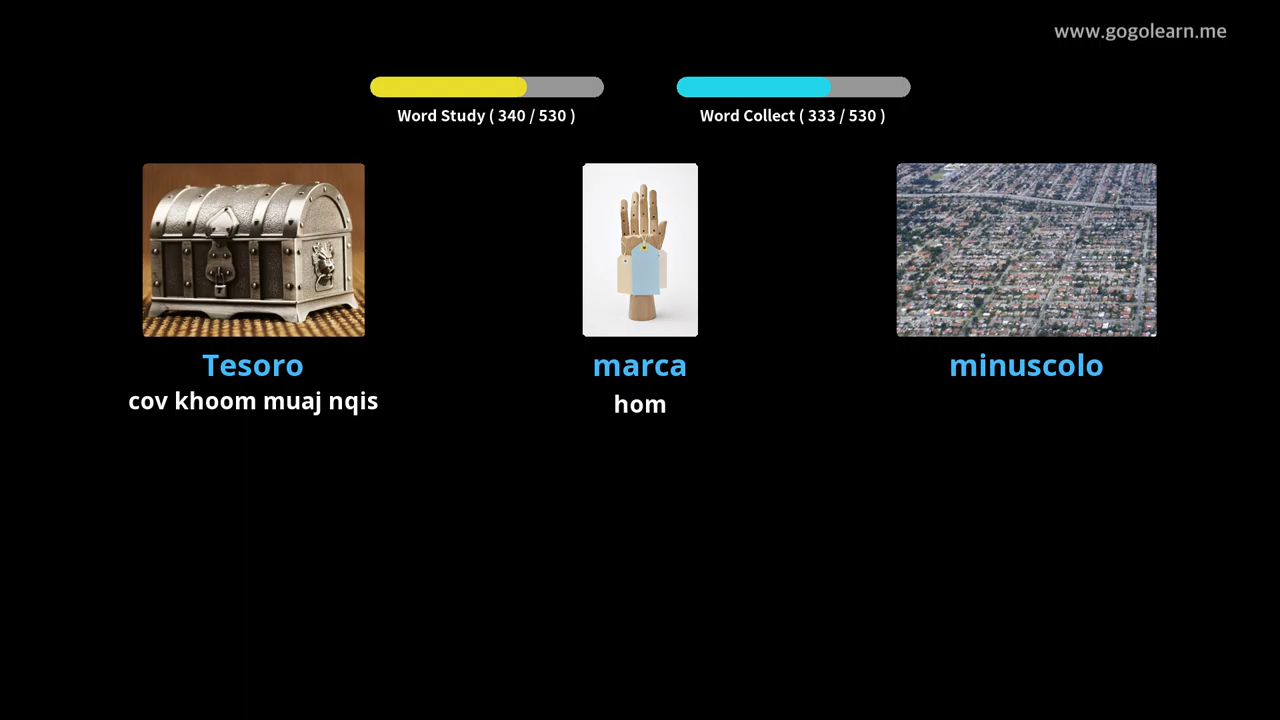 www.gogolearn.me
Word Study ( 340 / 530 )
Word Collect ( 333 / 530 )
Tesoro
cov khoom muaj nqis
marca
hom
minuscolo